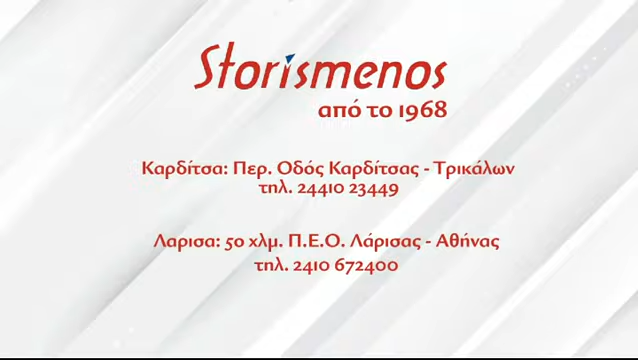 Storismenos
από το 1968
Καρδίτσα: Περ. Οδός Καρδίτσας - Τρικάλων
τηλ. 24410 23449
Λαρισα: 5ο χλμ. Π.Ε.Ο. Λάρισας - Αθήνας
τηλ. 2410 672400